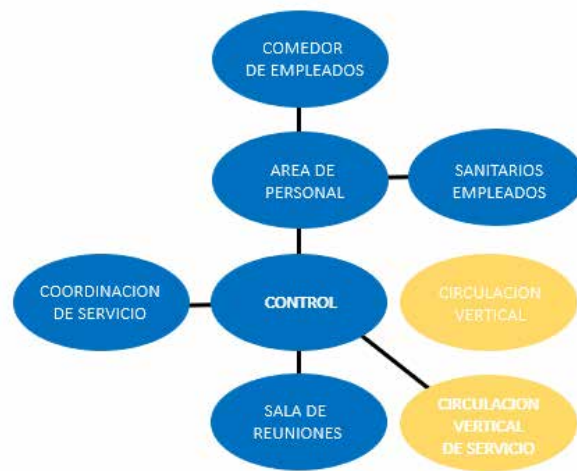 COMEDOR
DE EMPLEADOS
AREA DE
PERSONAL
SANITARIOS
EMPLEADOS
COORDINACION
DE SERVICIO
CONTROL
CIRCULACION
VERTICAL
SALA DE
REUNIONES
CIRCULACION
VERTICAL
DE SERVICIO